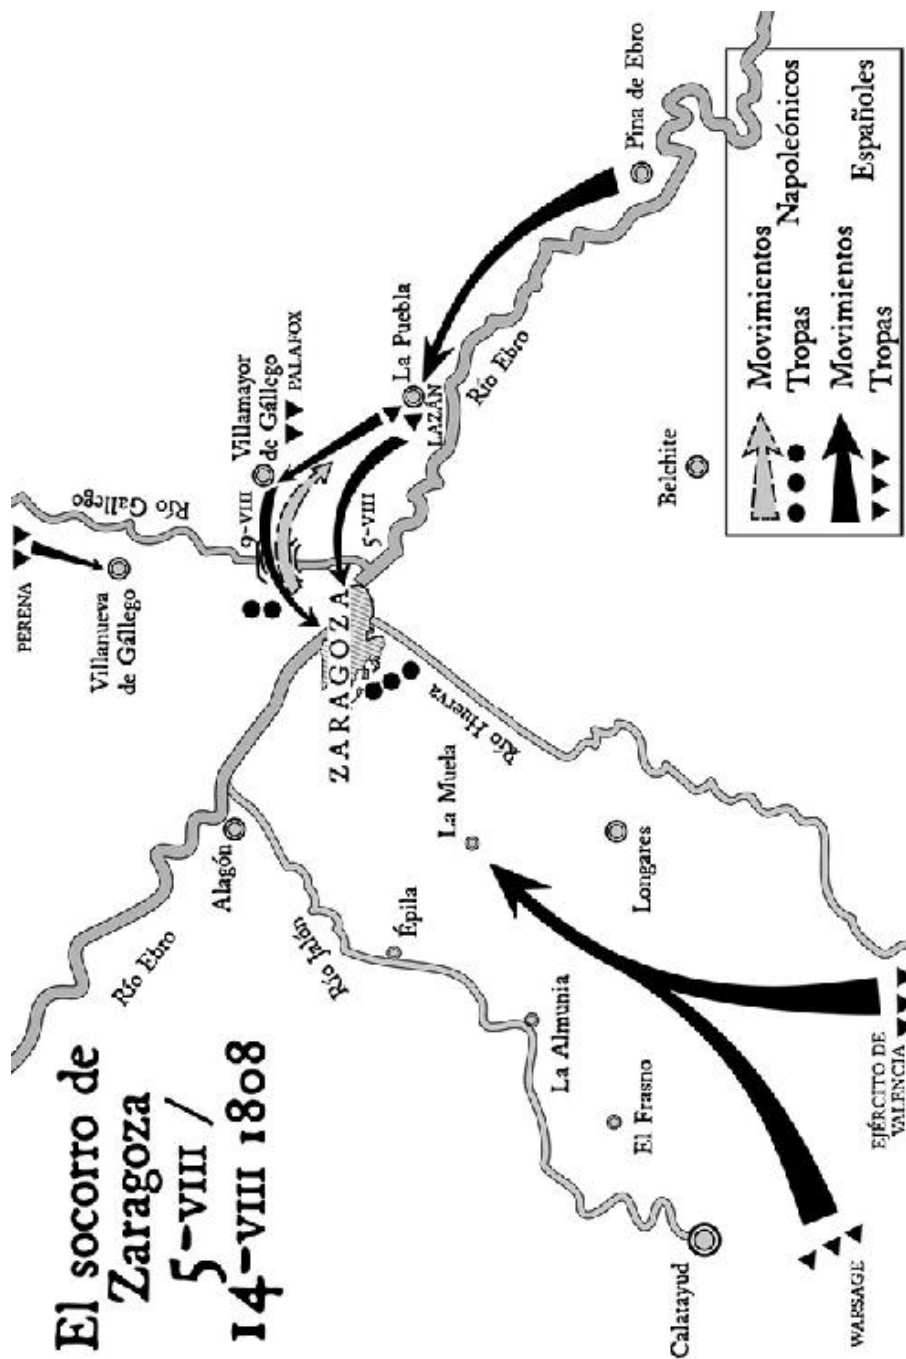 El socorro de
Zaragoza
5-VIII /
14-VIII 1808
PERENA
Villanueva
de Gállego
Río Gallego
Villamayor
de Gállego
PALAFOX
9-VIII
5-VIII
La Puebla
LAZÁN
Pina de Ebro
Río Ebro
ZARAGOZA
Río Ebro
Alagón
Río Jalón
Épila
La Muela
Río Huerva
Longares
Belchite
La Almunia
El Frasno
Calatayud
WARSAGE
EJÉRCITO DE
VALENCIA
Movimientos
Napoleónicos
Tropas
Movimientos
Españoles
Tropas